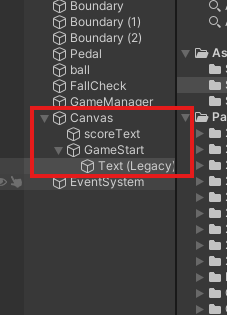 Boundary
Boundary (1)
Boundary (2)
Pedal
ball
FallCheck
GameManager
Canvas
scoreText
GameStart
Text (Legacy)
EventSystem
As
Pa